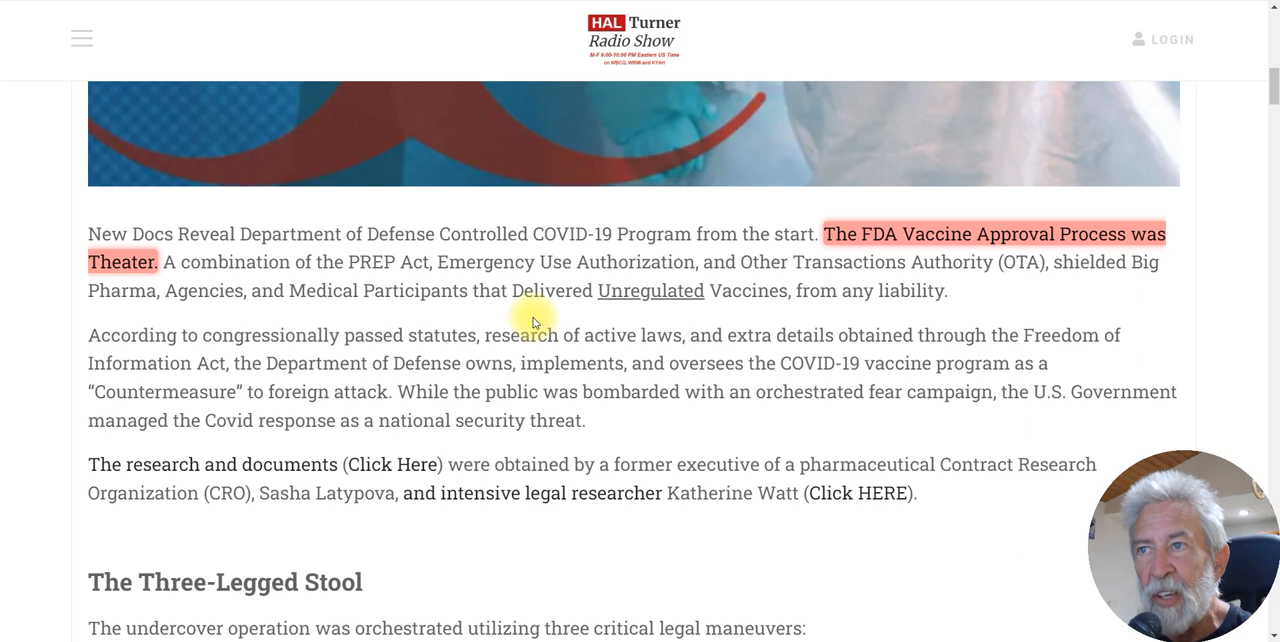 HAL Turner
Radio Show
M-F 9:00-10:00 PM Eastern US Time
on WBCQ, WRMI and KYAH
LOGIN
New Docs Reveal Department of Defense Controlled COVID-19 Program from the start. The FDA Vaccine Approval Process was
Theater. A combination of the PREP Act, Emergency Use Authorization, and Other Transactions Authority (OTA), shielded Big
Pharma, Agencies, and Medical Participants that Delivered Unregulated Vaccines, from any liability.
According to congressionally passed statutes, research of active laws, and extra details obtained through the Freedom of
Information Act, the Department of Defense owns, implements, and oversees the COVID-19 vaccine program as a
“Countermeasure” to foreign attack. While the public was bombarded with an orchestrated fear campaign, the U.S. Government
managed the Covid response as a national security threat.
The research and documents (Click Here) were obtained by a former executive of a pharmaceutical Contract Research
Organization (CRO), Sasha Latypova, and intensive legal researcher Katherine Watt (Click HERE).
The Three-Legged Stool
The undercover operation was orchestrated utilizing three critical legal maneuvers: